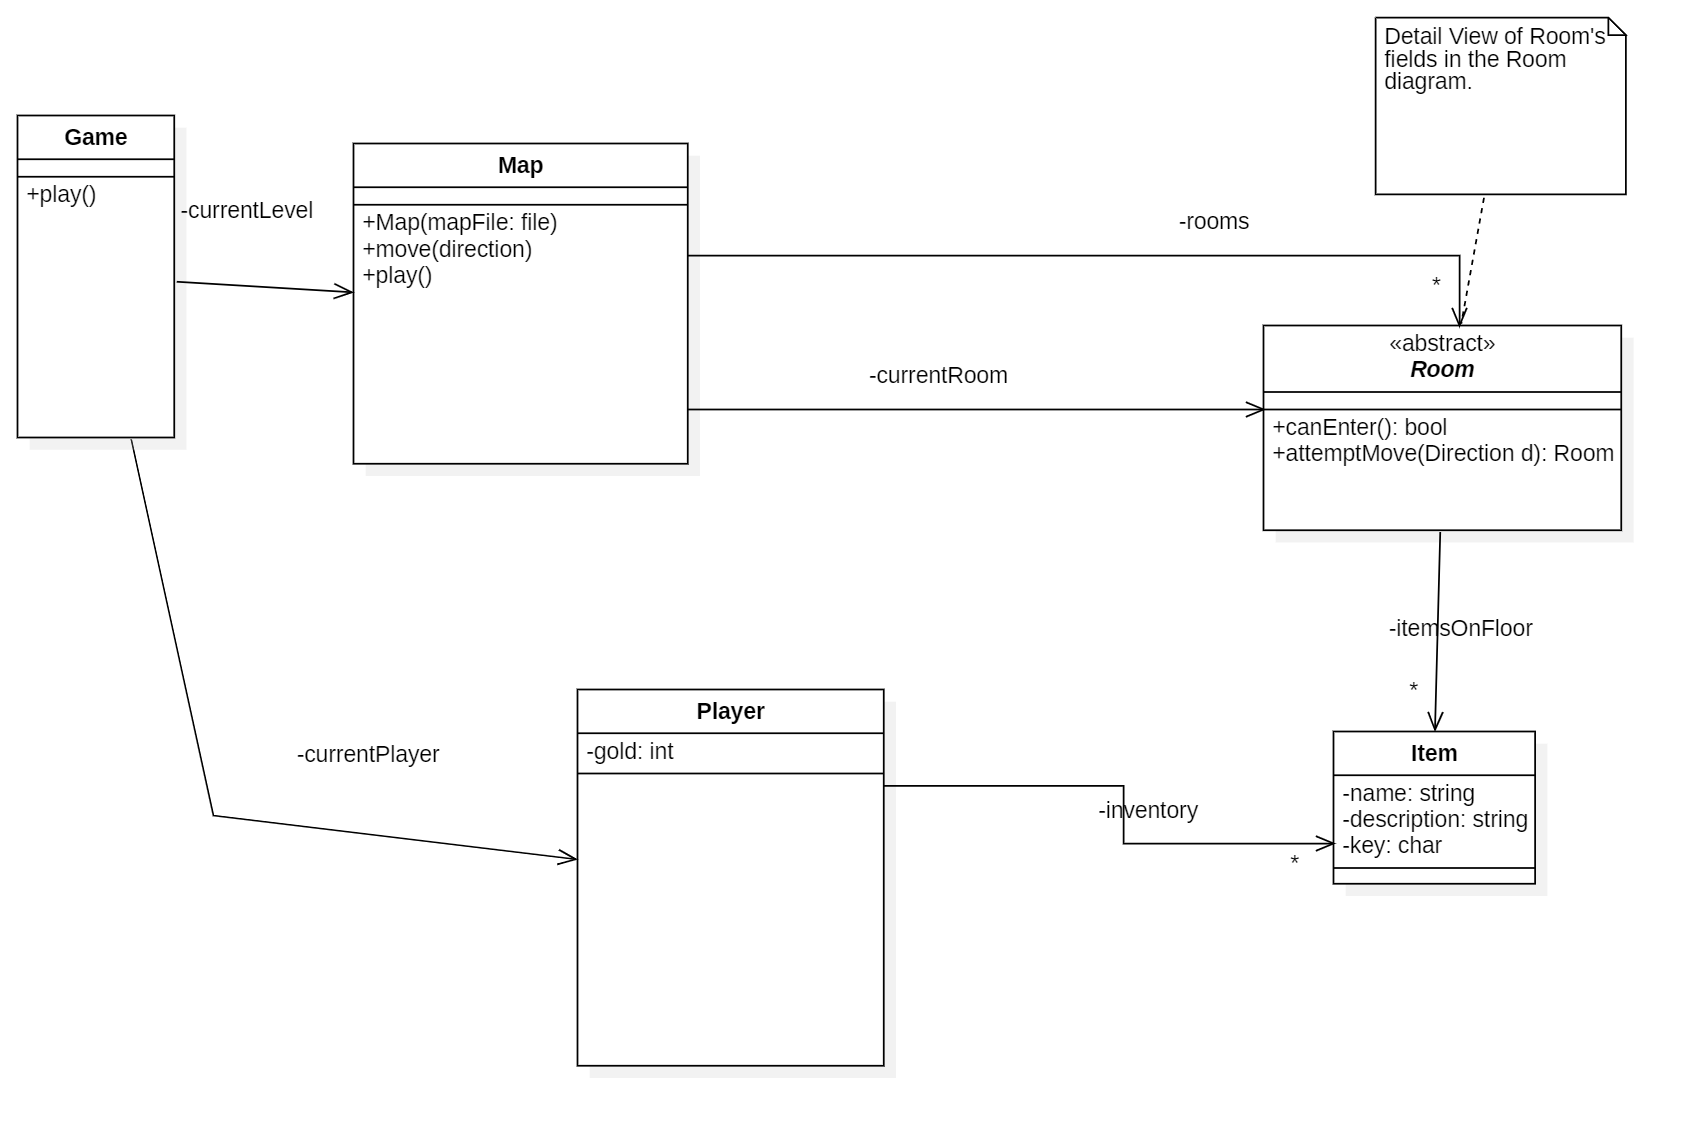 Detail View of Room's
fields in the Room
diagram.
Game
+play()
-currentLevel
Map
+Map(mapFile: file)
+move(direction)
+play()
-rooms
*
-currentRoom
«abstract»
Room
+canEnter(): bool
+attemptMove(Direction d): Room
-itemsOnFloor
*
-currentPlayer
Player
-gold: int
-inventory
*
Item
-name: string
-description: string
-key: char